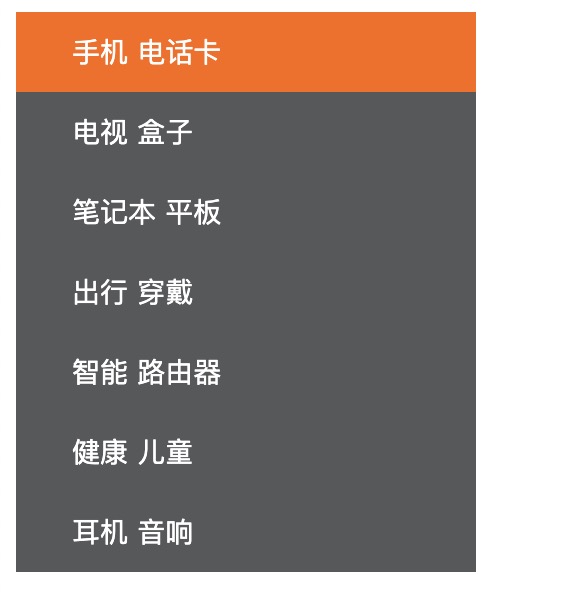 手机 电话卡
电视 盒子
笔记本 平板
出行 穿戴
智能 路由器
健康 儿童
耳机 音响